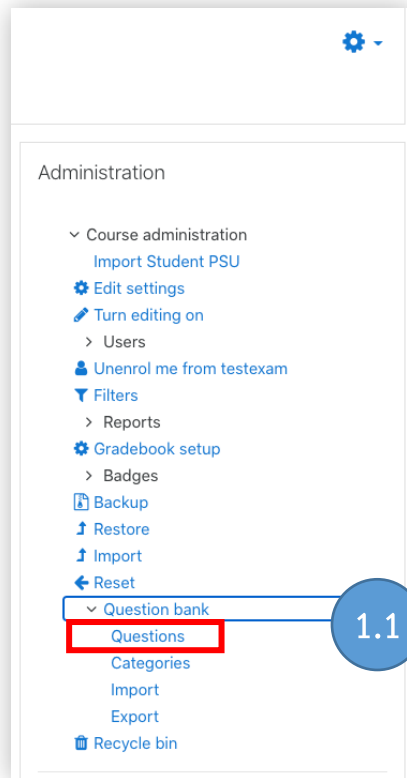 Administration
Course administration
Import Student PSU
Edit settings
Turn editing on
Users
Unenrol me from testexam
Filters
Reports
Gradebook setup
Badges
Backup
Restore
Import
Reset
Question bank
1.1
Questions
Categories
Import
Export
Recycle bin